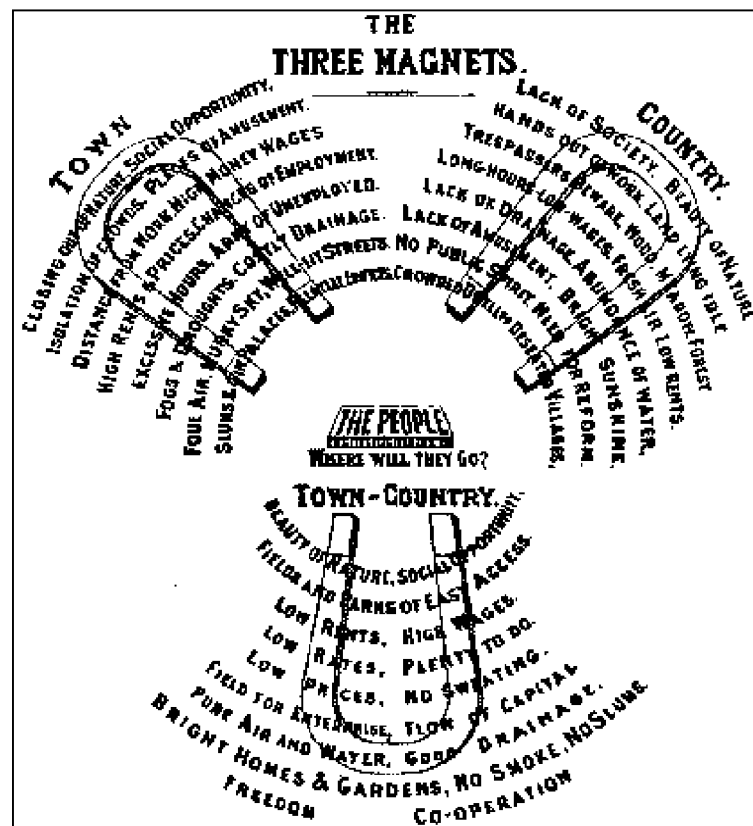 THE
THREE MAGNETS.
TOWN
CLOSING OUT OF NATURE. SOCIAL OPPORTUNITY.
ISOLATION OF CROWDS. PLACES OF AMUSEMENT.
DISTANCE FROM WORK. HIGH MONEY WAGES
HIGH RENTS & PRICES. CHANCES OF EMPLOYMENT.
EXCESSIVE HOURS. ARMY OF UNEMPLOYED.
FOGS & DROUGHTS. COSTLY DRAINAGE.
FOUL AIR. MURKY SKY. WELL-LIT STREETS.
SLUMS & GIN PALACES. PALATIAL EDIFICES.
COUNTRY.
LACK OF SOCIETY. BEAUTY OF NATURE
HANDS OUT OF WORK. LAND LYING IDLE
TRESPASSERS BEWARE. WOOD, MEADOW, FOREST
LONG HOURS-LOW WAGES. FRESH AIR LOW RENTS.
LACK OF DRAINAGE. ABUNDANCE OF WATER,
LACK OF AMUSEMENT. BRIGHT SUNSHINE,
NO PUBLIC SPIRIT. NEED FOR REFORM.
CROWDED DWELLINGS. DESERTED VILLAGES,
THE PEOPLE
WHERE WILL THEY GO?
TOWN-COUNTRY.
BEAUTY OF NATURE, SOCIAL OPPORTUNITY.
FIELDS AND PARKS OF EASY ACCESS.
LOW RENTS, HIGH WAGES.
LOW RATES, PLENTY TO DO.
LOW PRICES, NO SWEATING.
FIELD FOR ENTERPRISE, FLOW OF CAPITAL
PURE AIR AND WATER, GOOD DRAINAGE.
BRIGHT HOMES & GARDENS, NO SMOKE, NO SLUMS.
FREEDOM CO-OPERATION